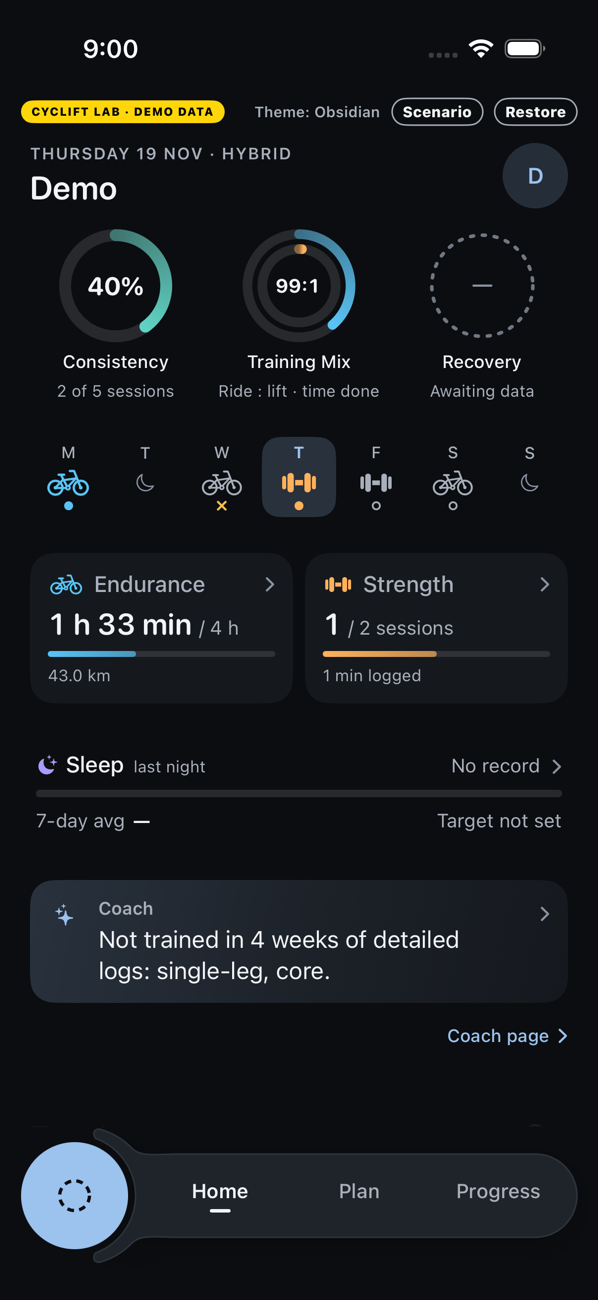 9:00
CYCLIFT LAB · DEMO DATA Theme: Obsidian Scenario Restore
THURSDAY 19 NOV · HYBRID
Demo
D
40% 99:1 —
Consistency Training Mix Recovery
2 of 5 sessions Ride : lift · time done Awaiting data
M T W T F S S
Endurance
1 h 33 min / 4 h
43.0 km
Strength
1 / 2 sessions
1 min logged
Sleep last night No record
7-day avg — Target not set
Coach
Not trained in 4 weeks of detailed
logs: single-leg, core.
Coach page
Home Plan Progress